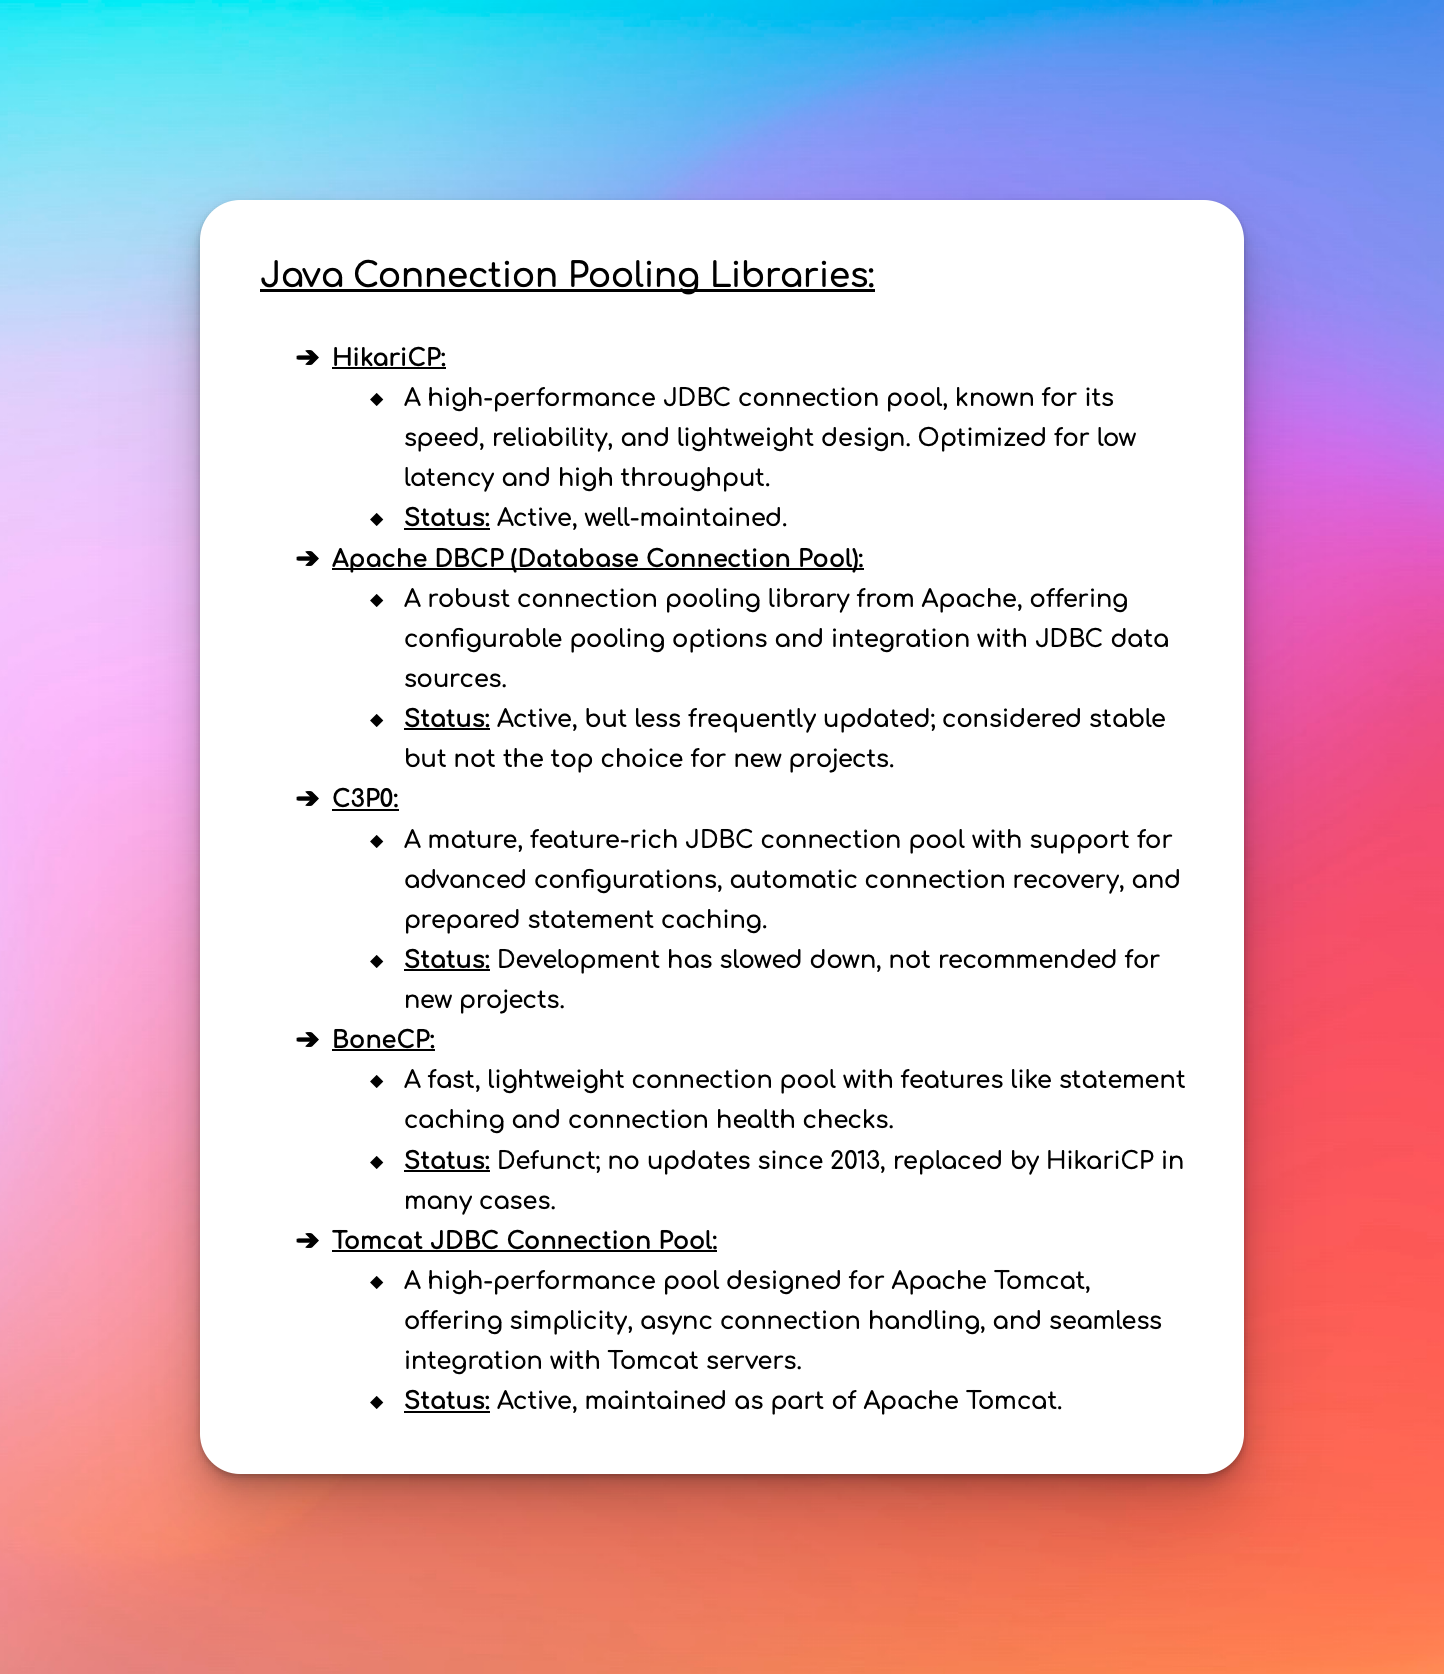 Java Connection Pooling Libraries:
➔ HikariCP:
◆ A high-performance JDBC connection pool, known for its
speed, reliability, and lightweight design. Optimized for low
latency and high throughput.
◆ Status: Active, well-maintained.
➔ Apache DBCP (Database Connection Pool):
◆ A robust connection pooling library from Apache, offering
configurable pooling options and integration with JDBC data
sources.
◆ Status: Active, but less frequently updated; considered stable
but not the top choice for new projects.
➔ C3P0:
◆ A mature, feature-rich JDBC connection pool with support for
advanced configurations, automatic connection recovery, and
prepared statement caching.
◆ Status: Development has slowed down, not recommended for
new projects.
➔ BoneCP:
◆ A fast, lightweight connection pool with features like statement
caching and connection health checks.
◆ Status: Defunct; no updates since 2013, replaced by HikariCP in
many cases.
➔ Tomcat JDBC Connection Pool:
◆ A high-performance pool designed for Apache Tomcat,
offering simplicity, async connection handling, and seamless
integration with Tomcat servers.
◆ Status: Active, maintained as part of Apache Tomcat.